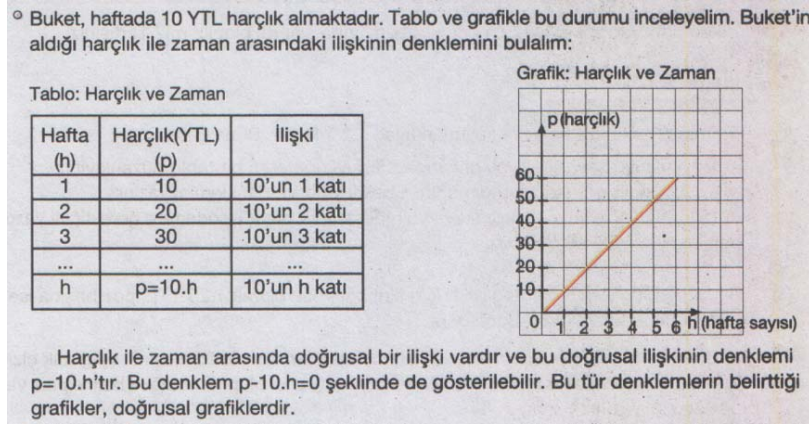 ° Buket, haftada 10 YTL harçlık almaktadır. Tablo ve grafikle bu durumu inceleyelim. Buket'in
aldığı harçlık ile zaman arasındaki ilişkinin denklemini bulalım:
Tablo: Harçlık ve Zaman
Hafta (h) Harçlık(YTL) (p) İlişki
1 10 10'un 1 katı
2 20 10'un 2 katı
3 30 10'un 3 katı
... ... ...
h p=10.h 10'un h katı
Grafik: Harçlık ve Zaman
p(harçlık)
60
50
40
30
20
10
0 1 2 3 4 5 6 h (hafta sayısı)
Harçlık ile zaman arasında doğrusal bir ilişki vardır ve bu doğrusal ilişkinin denklemi
p=10.h'tır. Bu denklem p-10.h=0 şeklinde de gösterilebilir. Bu tür denklemlerin belirttiği
grafikler, doğrusal grafiklerdir.